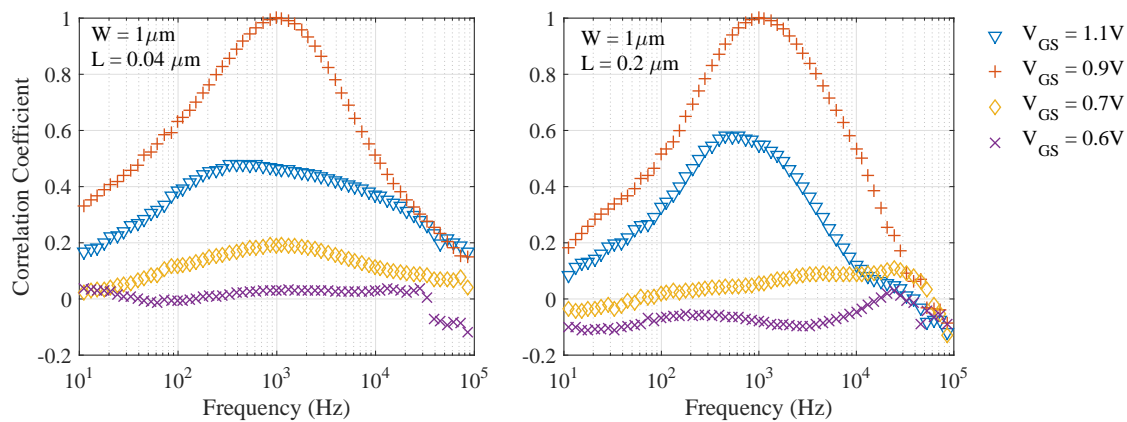 W = 1μm
L = 0.04 μm
Correlation Coefficient
1
0.8
0.6
0.4
0.2
0
-0.2
10^1 10^2 10^3 10^4 10^5
Frequency (Hz)
W = 1μm
L = 0.2 μm
1
0.8
0.6
0.4
0.2
0
-0.2
10^1 10^2 10^3 10^4 10^5
Frequency (Hz)
V_GS = 1.1V
V_GS = 0.9V
V_GS = 0.7V
V_GS = 0.6V